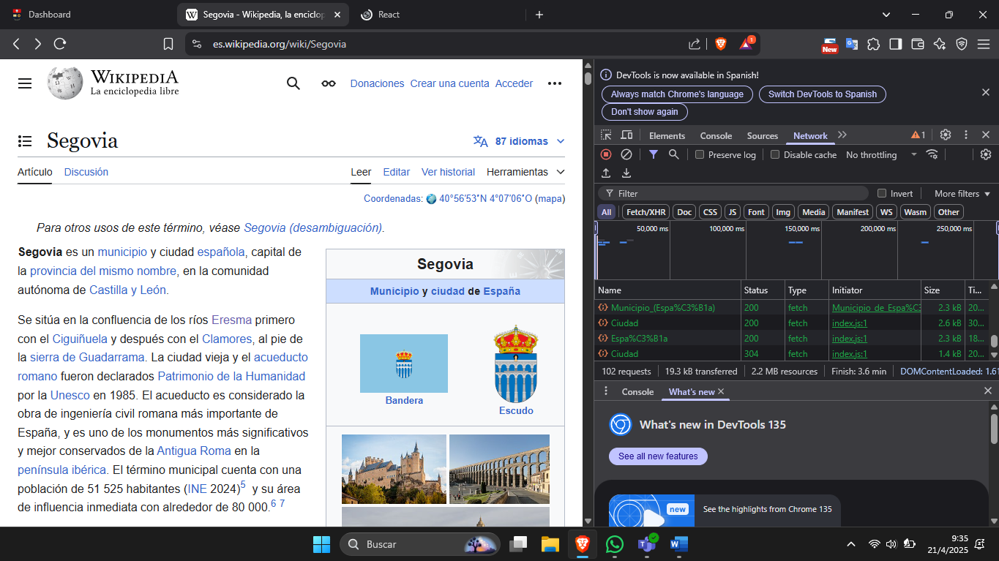 Dashboard
Segovia - Wikipedia, la enciclop
React
es.wikipedia.org/wiki/Segovia
1
New
WIKIPEDIA
La enciclopedia libre
Donaciones Crear una cuenta Acceder
Segovia
87 idiomas
Artículo Discusión
Leer Editar Ver historial Herramientas
Coordenadas: 40°56′53″N 4°07′06″O (mapa)
Para otros usos de este término, véase Segovia (desambiguación).
Segovia es un municipio y ciudad española, capital de
la provincia del mismo nombre, en la comunidad
autónoma de Castilla y León.
Se sitúa en la confluencia de los ríos Eresma primero
con el Ciguiñuela y después con el Clamores, al pie de
la sierra de Guadarrama. La ciudad vieja y el acueducto
romano fueron declarados Patrimonio de la Humanidad
por la Unesco en 1985. El acueducto es considerado la
obra de ingeniería civil romana más importante de
España, y es uno de los monumentos más significativos
y mejor conservados de la Antigua Roma en la
península ibérica. El término municipal cuenta con una
población de 51 525 habitantes (INE 2024)5 y su área
de influencia inmediata con alrededor de 80 000.6 7
Segovia
Municipio y ciudad de España
Bandera
Escudo
DevTools is now available in Spanish!
Always match Chrome's language
Switch DevTools to Spanish
Don't show again
Elements Console Sources Network
1
Preserve log Disable cache No throttling
Filter
Invert
More filters
All Fetch/XHR Doc CSS JS Font Img Media Manifest WS Wasm Other
50,000 ms 100,000 ms 150,000 ms 200,000 ms 250,000 ms
Name Status Type Initiator Size Ti...
Municipio_(Espa%C3%B1a) 200 fetch Municipio_de_Espa%C3 2.3 kB 20...
Ciudad 200 fetch index.js:1 2.6 kB 30...
Espa%C3%B1a 200 fetch index.js:1 2.3 kB 18...
Ciudad 304 fetch index.js:1 1.4 kB 20...
102 requests 19.3 kB transferred 2.2 MB resources Finish: 3.6 min DOMContentLoaded: 1.61
Console What's new
What's new in DevTools 135
See all new features
new
See the highlights from Chrome 135
Buscar
9:35
21/4/2025